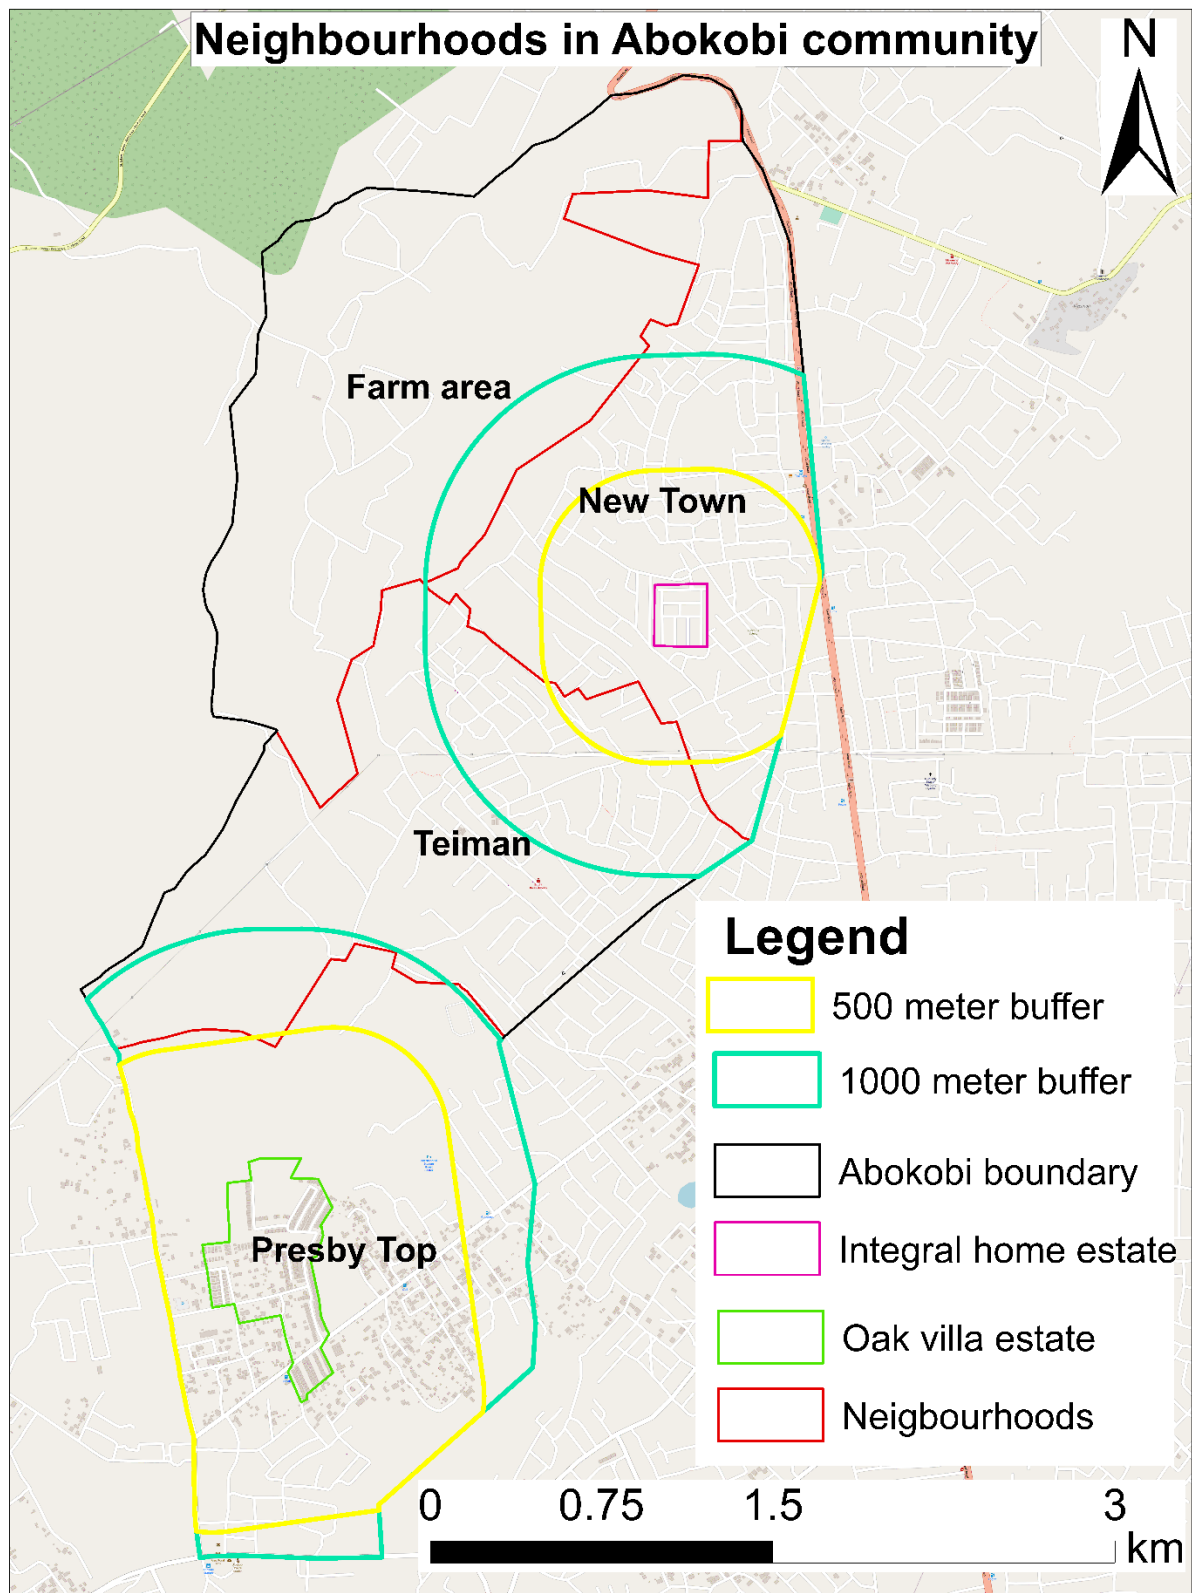 Neighbourhoods in Abokobi community
N
Farm area
New Town
Teiman
Presby Top
Legend
500 meter buffer
1000 meter buffer
Abokobi boundary
Integral home estate
Oak villa estate
Neigbourhoods
0 0.75 1.5 3
km